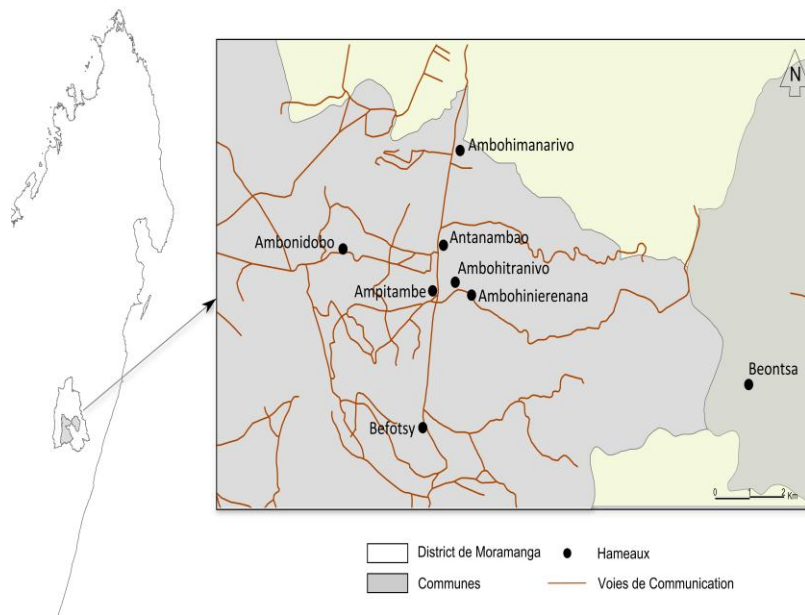 N
Ambohimanarivo
Antanambao
Ambonidobo
Ambohitranivo
Ampitambe
Ambohinierenana
Beontsa
Befotsy
0 1 2 Km
District de Moramanga
Hameaux
Communes
Voies de Communication